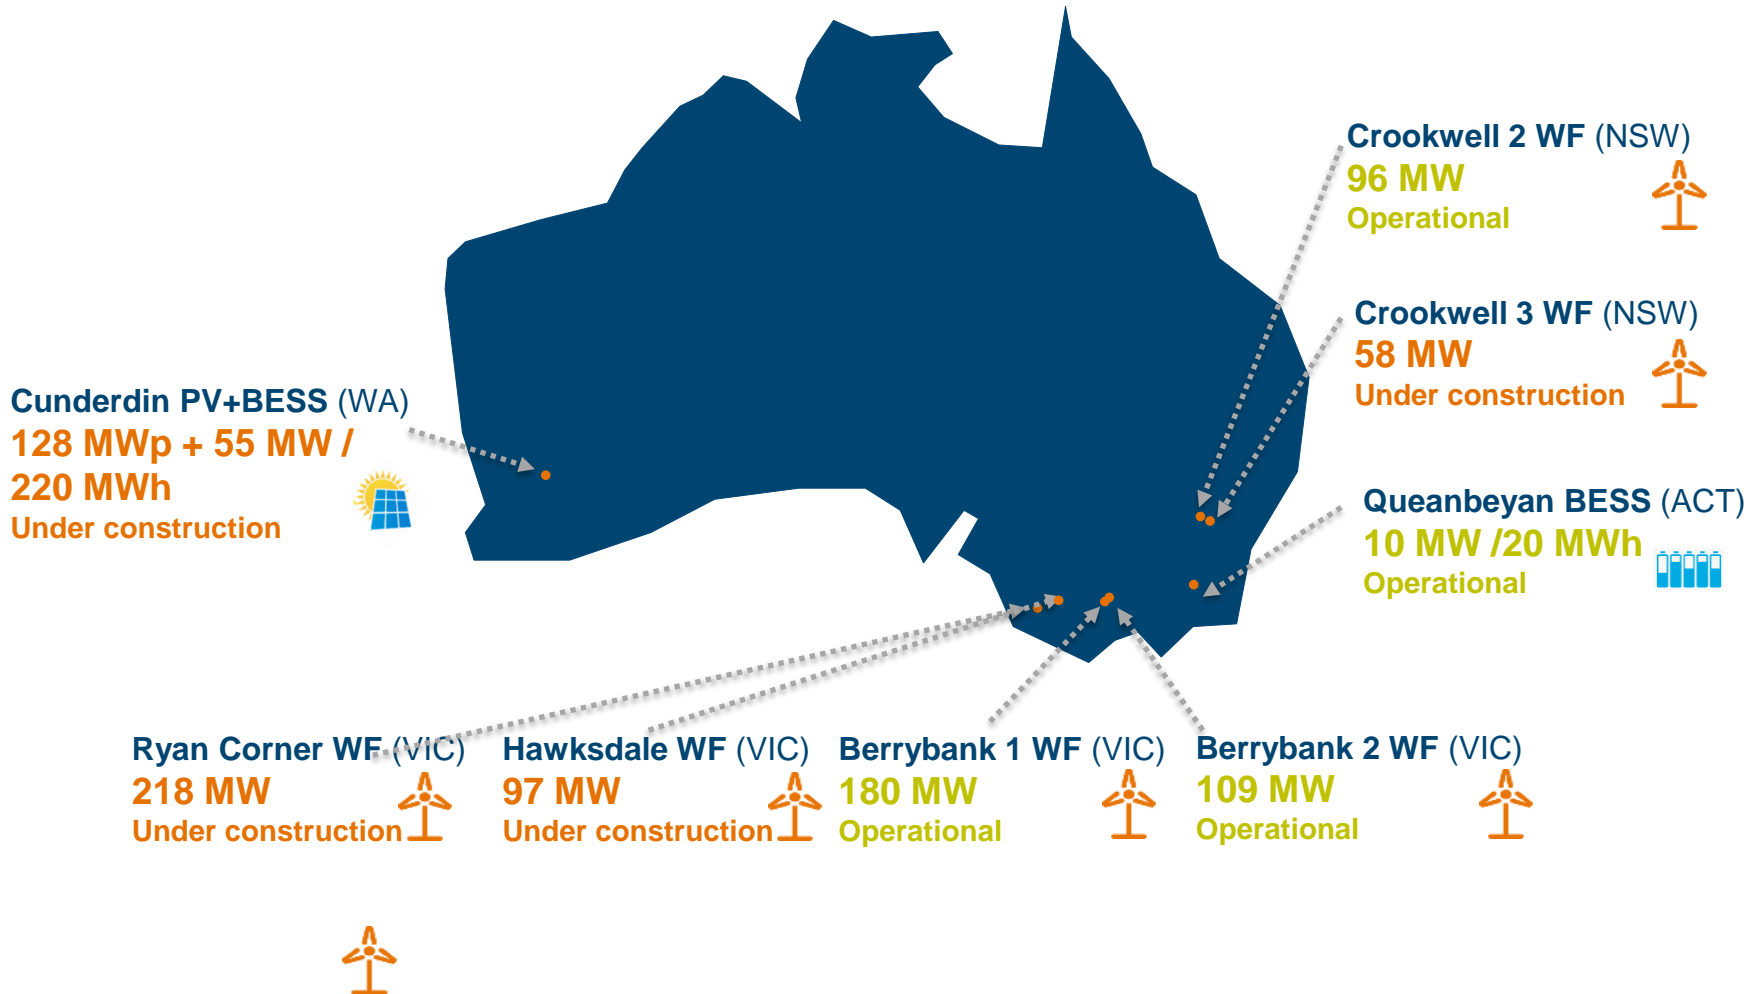 Crookwell 2 WF (NSW)
96 MW
Operational
Crookwell 3 WF (NSW)
58 MW
Under construction
Cunderdin PV+BESS (WA)
128 MWp + 55 MW /
220 MWh
Under construction
Queanbeyan BESS (ACT)
10 MW /20 MWh
Operational
Ryan Corner WF (VIC)
218 MW
Under construction
Hawksdale WF (VIC)
97 MW
Under construction
Berrybank 1 WF (VIC)
180 MW
Operational
Berrybank 2 WF (VIC)
109 MW
Operational